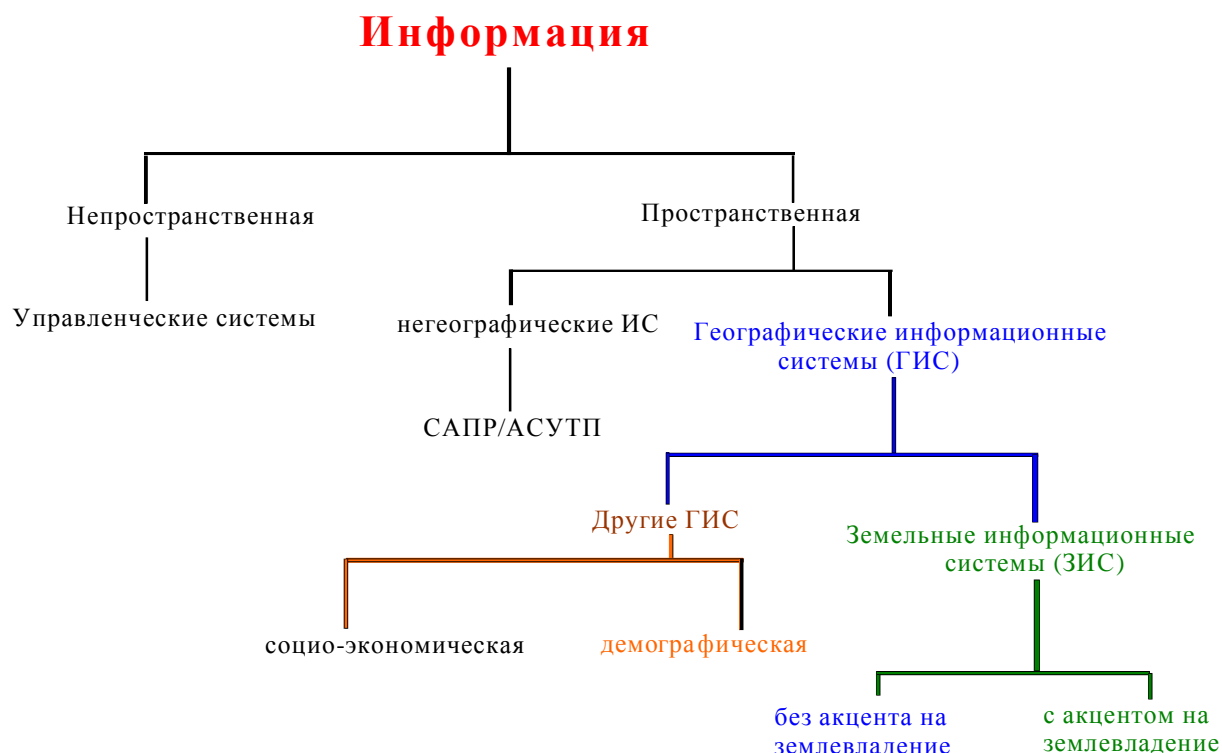 Информация
Непространственная
Пространственная
Управленческие системы
негеографические ИС
Географические информационные
системы (ГИС)
САПР/АСУТП
Другие ГИС
Земельные информационные
системы (ЗИС)
социо-экономическая
демографическая
без акцента на
землевладение
с акцентом на
землевладение